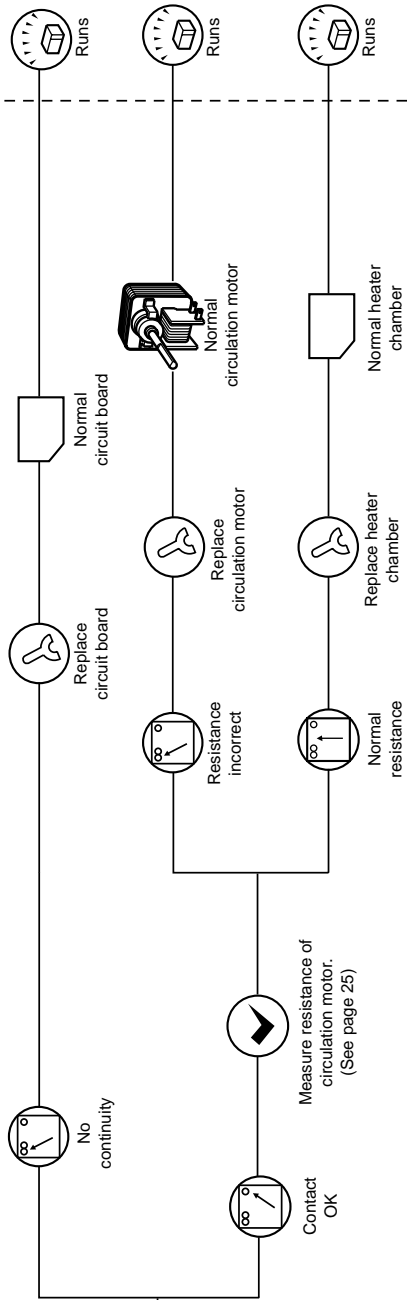 No
continuity
Replace
circuit board
Normal
circuit board
Runs
Contact
OK
Measure resistance of
circulation motor.
(See page 25)
Resistance
incorrect
Replace
circulation motor
Normal
circulation motor
Runs
Normal
resistance
Replace heater
chamber
Normal heater
chamber
Runs